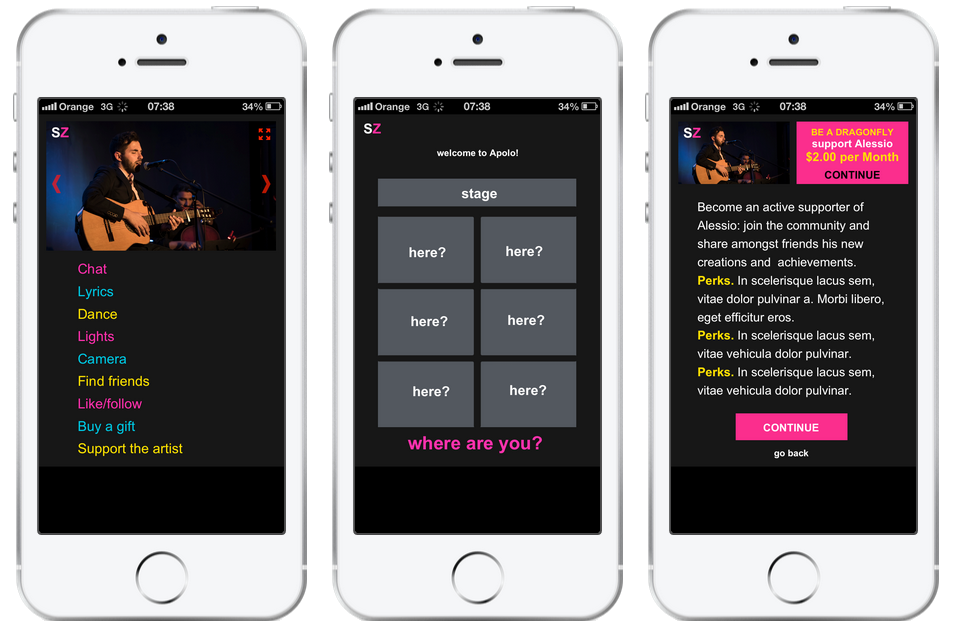 Orange 3G 07:38 34%
SZ
Chat
Lyrics
Dance
Lights
Camera
Find friends
Like/follow
Buy a gift
Support the artist
Orange 3G 07:38 34%
SZ
welcome to Apolo!
stage
here? here?
here? here?
here? here?
where are you?
Orange 3G 07:38 34%
SZ
BE A DRAGONFLY
support Alessio
$2.00 per Month
CONTINUE
Become an active supporter of
Alessio: join the community and
share amongst friends his new
creations and achievements.
Perks. In scelerisque lacus sem,
vitae dolor pulvinar a. Morbi libero,
eget efficitur eros.
Perks. In scelerisque lacus sem,
vitae vehicula dolor pulvinar.
Perks. In scelerisque lacus sem,
vitae vehicula dolor pulvinar.
CONTINUE
go back